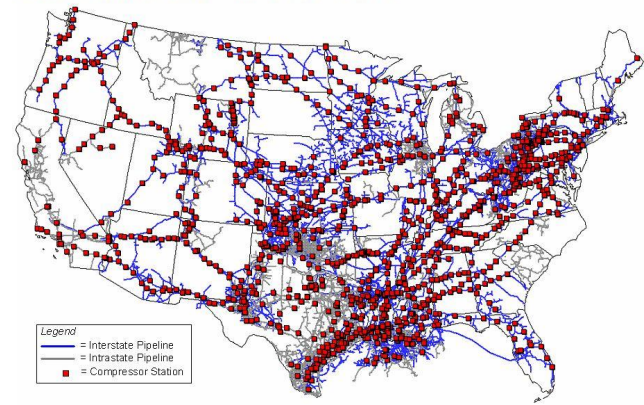 Legend
= Interstate Pipeline
= Intrastate Pipeline
= Compressor Station